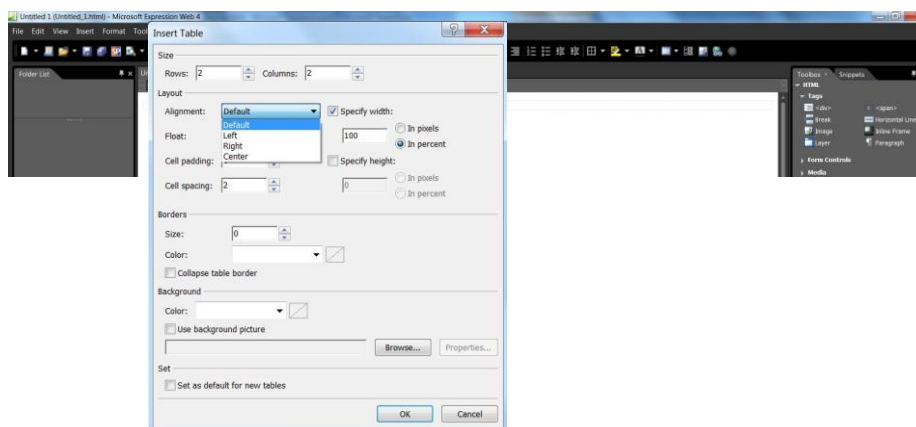 Untitled 1 (Untitled_1.html) - Microsoft Expression Web 4
File Edit View Insert Format
Insert Table
Size
Rows: 2 Columns: 2
Layout
Alignment: Default Specify width:
Default
Left
Right
Center
Float: 100 In pixels
In percent
Cell padding: Specify height:
Cell spacing: 2 0 In pixels
In percent
Borders
Size: 0
Color:
Collapse table border
Background
Color:
Use background picture
Browse... Properties...
Set
Set as default for new tables
OK Cancel
Folder List
Toolbox Snippets
HTML
Tags
<div> <span>
Break Horizontal Line
Image Inline Frame
Layer Paragraph
Form Controls
Media